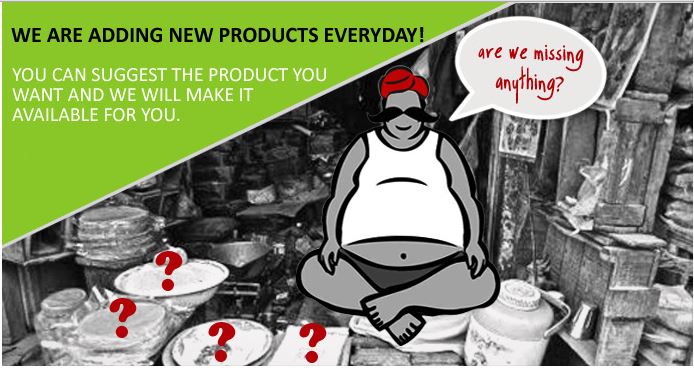 WE ARE ADDING NEW PRODUCTS EVERYDAY!
YOU CAN SUGGEST THE PRODUCT YOU
WANT AND WE WILL MAKE IT
AVAILABLE FOR YOU.
are we missing
anything?
?
?
?
?